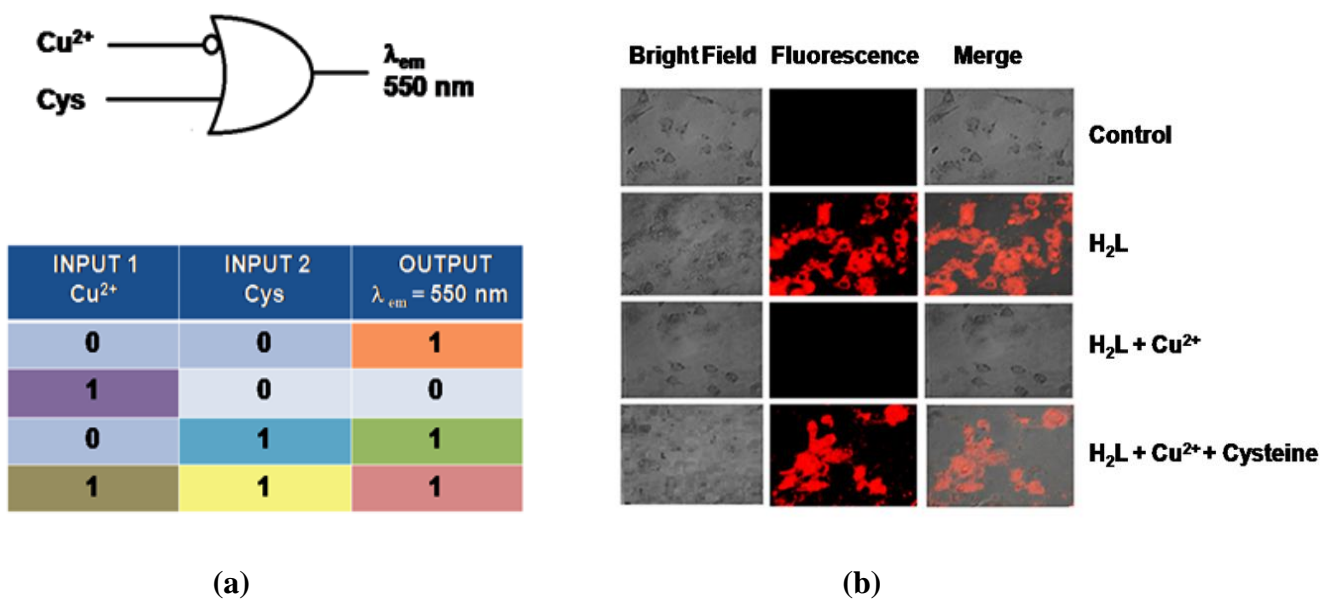 Cu²⁺
Cys
λem
550 nm
INPUT 1 INPUT 2 OUTPUT
Cu²⁺ Cys λ em = 550 nm
0 0 1
1 0 0
0 1 1
1 1 1
(a)
Bright Field Fluorescence Merge
Control
H₂L
H₂L + Cu²⁺
H₂L + Cu²⁺ + Cysteine
(b)